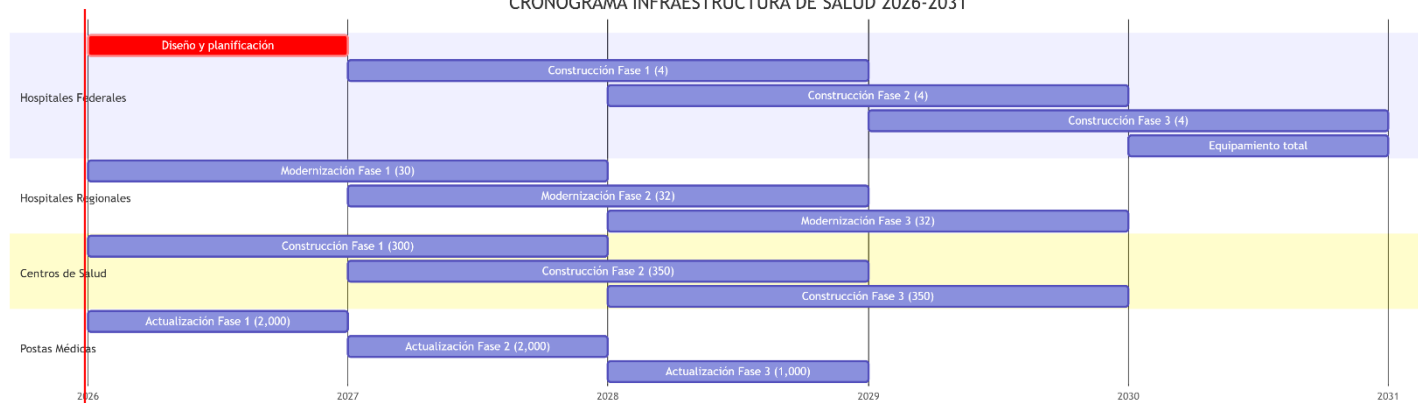 CRONOGRAMA INFRAESTRUCTURA DE SALUD 2026-2031
Diseño y planificación
Construcción Fase 1 (4)
Construcción Fase 2 (4)
Hospitales Federales
Construcción Fase 3 (4)
Equipamiento total
Modernización Fase 1 (30)
Modernización Fase 2 (32)
Hospitales Regionales
Modernización Fase 3 (32)
Construcción Fase 1 (300)
Construcción Fase 2 (350)
Centros de Salud
Construcción Fase 3 (350)
Actualización Fase 1 (2,000)
Actualización Fase 2 (2,000)
Postas Médicas
Actualización Fase 3 (1,000)
2026 2027 2028 2029 2030 2031